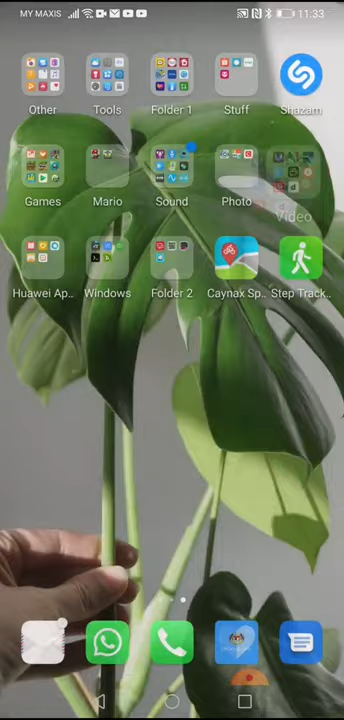 MY MAXIS 11:33
Other Tools Folder 1 Stuff Shazam
Games Mario Sound Photo Video
Huawei Ap.. Windows Folder 2 Caynax Sp.. Step Track..